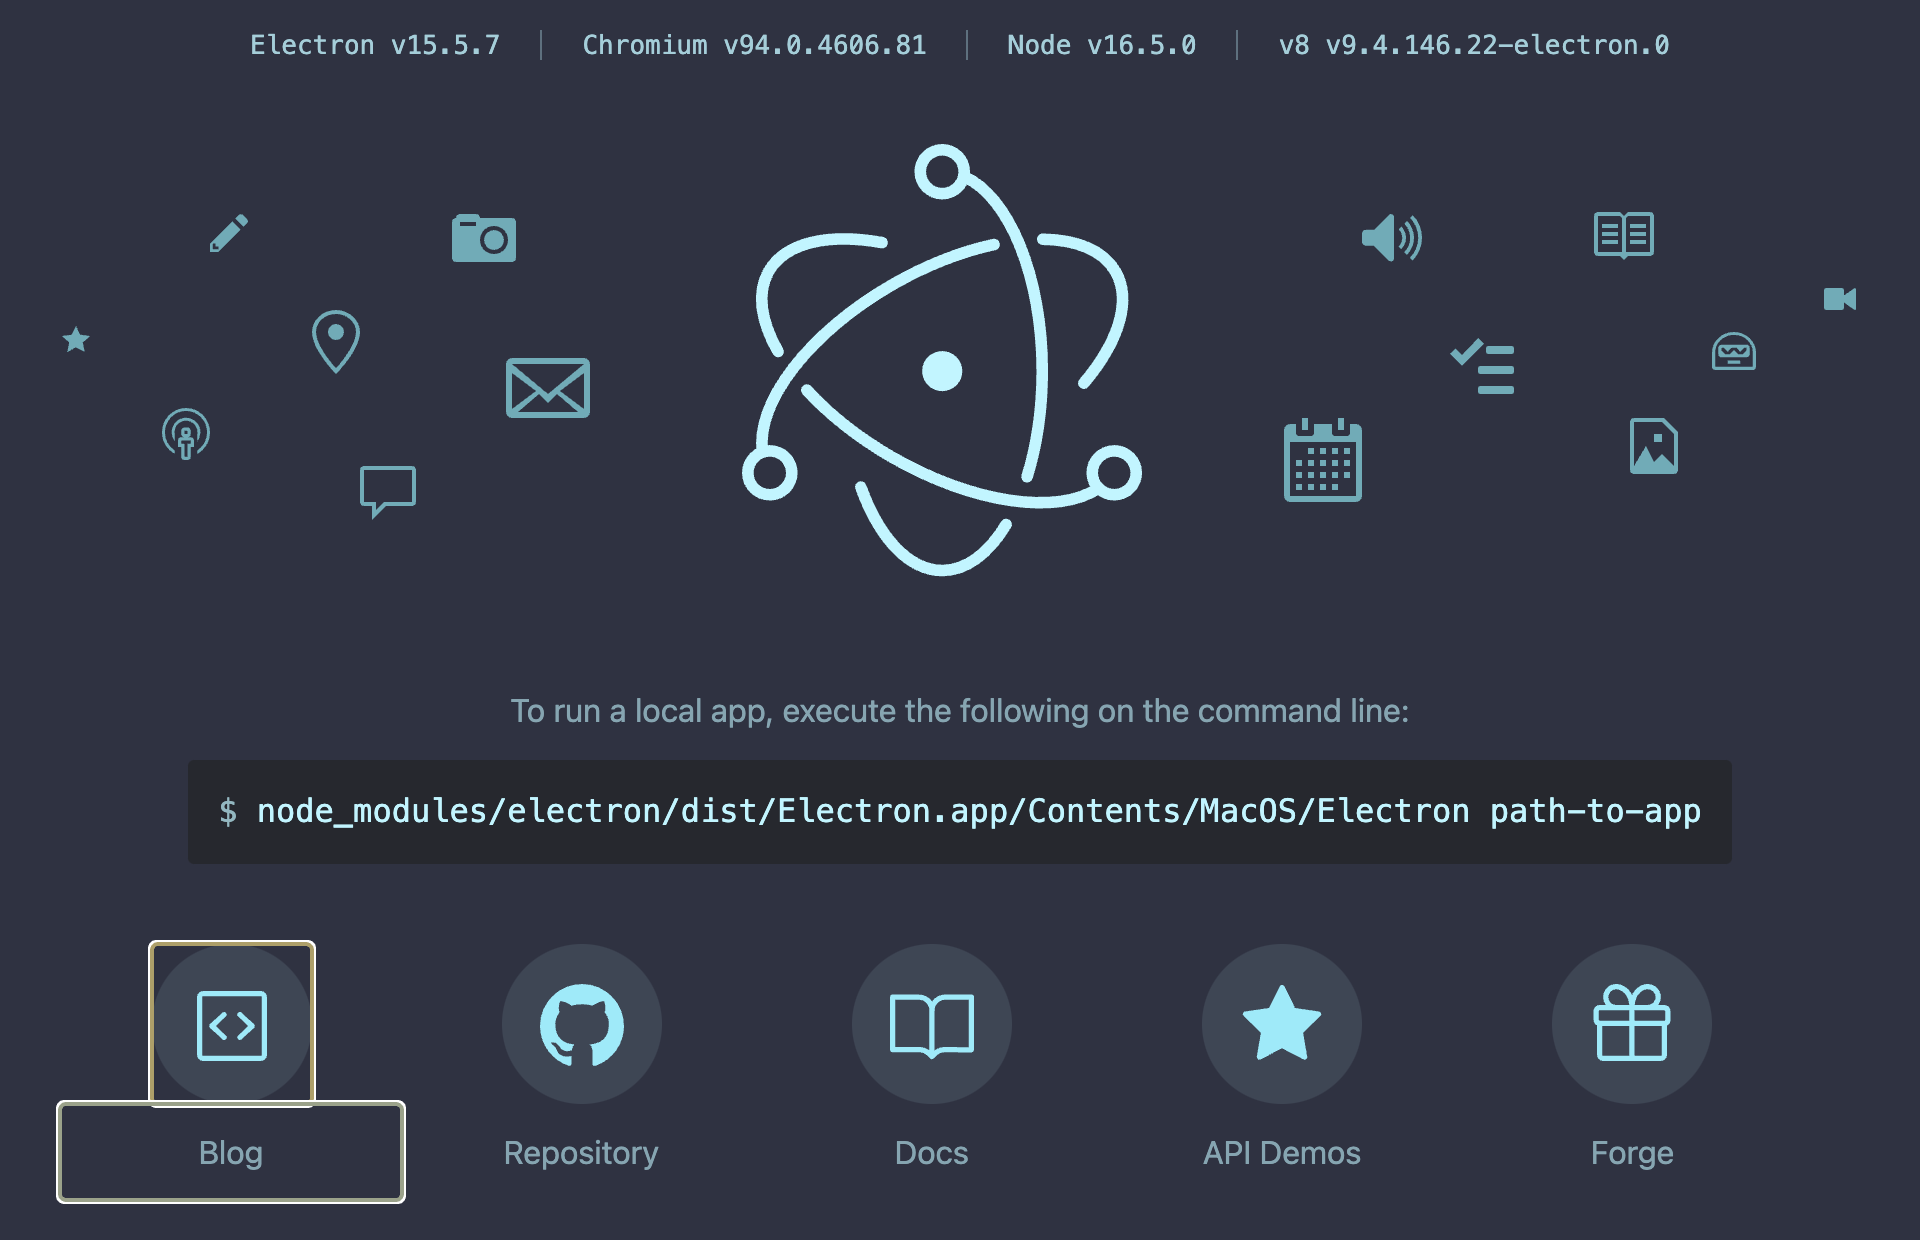 Electron v15.5.7 | Chromium v94.0.4606.81 | Node v16.5.0 | v8 v9.4.146.22-electron.0
To run a local app, execute the following on the command line:
$ node_modules/electron/dist/Electron.app/Contents/MacOS/Electron path-to-app
Blog Repository Docs API Demos Forge